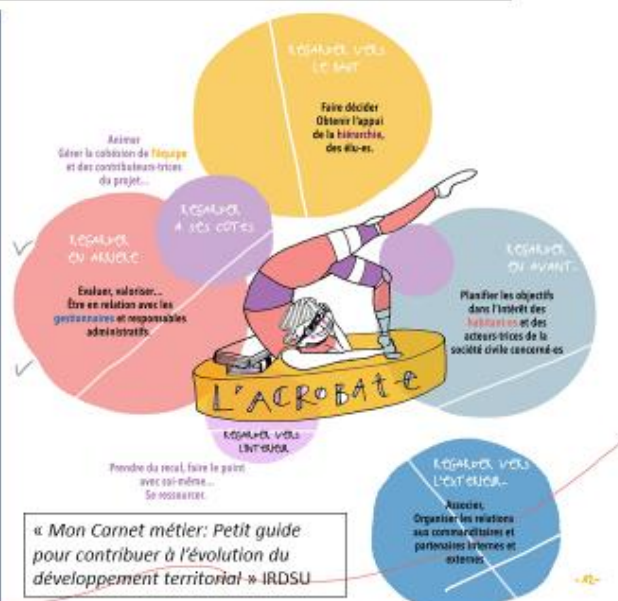 REGARDER VERS
LE HAUT
Faire décider
Obtenir l'appui
de la hiérarchie,
des élu-es.
Animer
Gérer la cohésion de l'équipe
et des contributeurs-trices
du projet...
REGARDER
À SES CÔTÉS
REGARDER
EN ARRIÈRE
Evaluer, valoriser...
Être en relation avec les
gestionnaires et responsables
administratifs
REGARDER
EN AVANT...
Planifier les objectifs
dans l'intérêt des
habitant-es et des
acteurs-trices de la
société civile concerné-es
L'ACROBATE
REGARDER VERS
L'INTERIEUR
Prendre du recul, faire le point
avec soi-même...
Se ressourcer.
REGARDER VERS
L'EXTERIEUR...
Associer,
Organiser les relations
aux commanditaires et
partenaires internes et
externes
« Mon Carnet métier: Petit guide
pour contribuer à l'évolution du
développement territorial » IRDSU
-12-